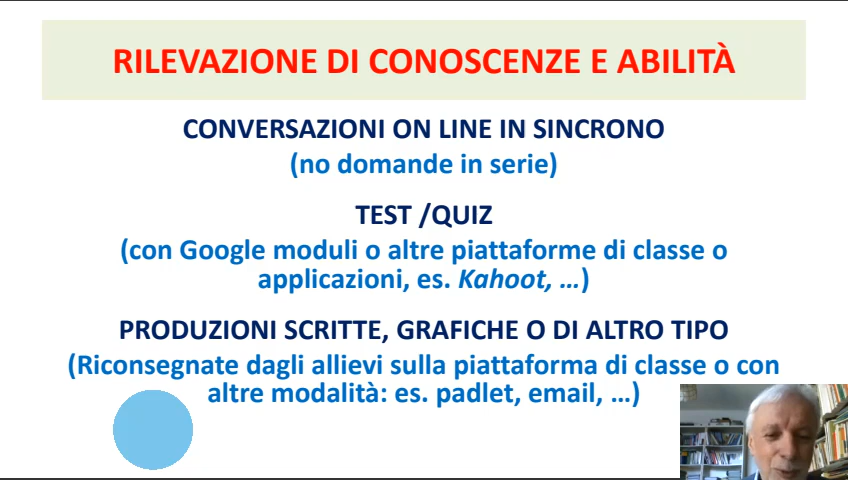 RILEVAZIONE DI CONOSCENZE E ABILITÀ
CONVERSAZIONI ON LINE IN SINCRONO
(no domande in serie)
TEST /QUIZ
(con Google moduli o altre piattaforme di classe o
applicazioni, es. Kahoot, ...)
PRODUZIONI SCRITTE, GRAFICHE O DI ALTRO TIPO
(Riconsegnate dagli allievi sulla piattaforma di classe o con
altre modalità: es. padlet, email, ...)